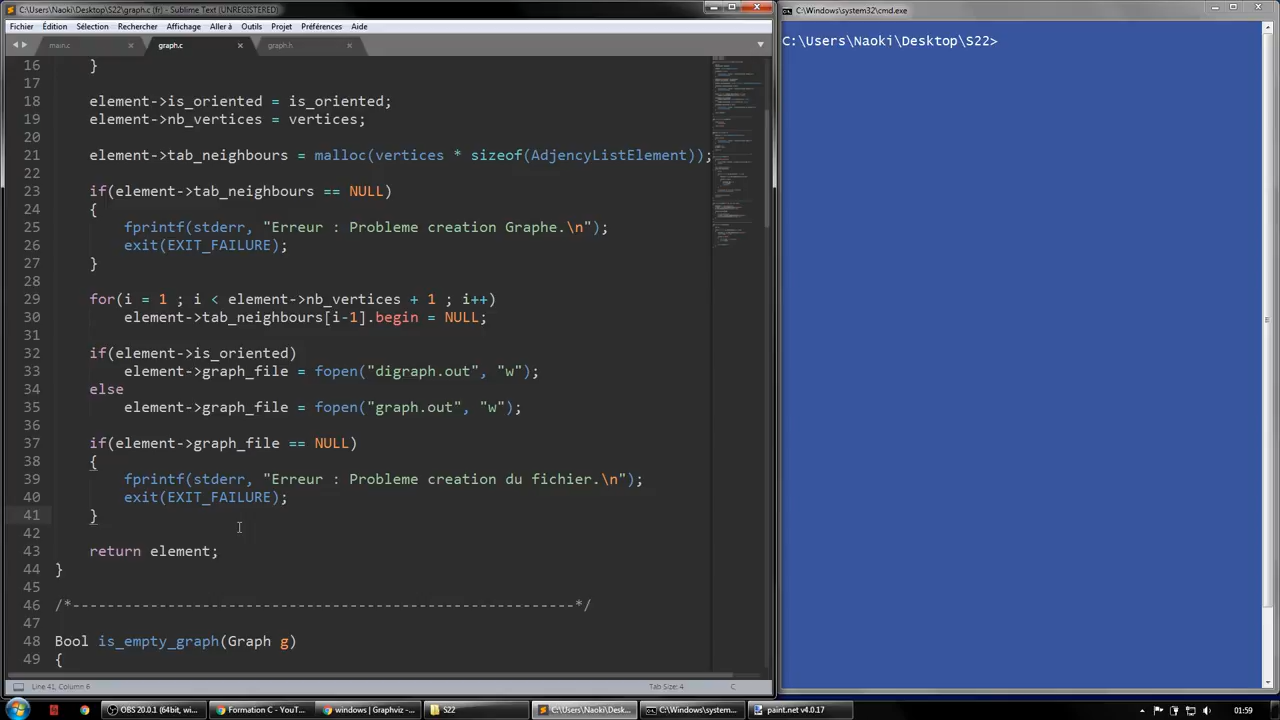 C:\Users\Naoki\Desktop\S22\graph.c (fr) - Sublime Text (UNREGISTERED)
Fichier Édition Sélection Rechercher Affichage Aller à Outils Projet Préférences Aide
main.c graph.c graph.h
16 }
17
18 element->is_oriented = is_oriented;
19 element->nb_vertices = vertices;
20
21 element->tab_neighbours = malloc(vertices sizeof(AdjencyListElement));
22
23 if(element->tab_neighbours == NULL)
24 {
25 fprintf(stderr, "Erreur : Probleme creation Graphe.\n");
26 exit(EXIT_FAILURE);
27 }
28
29 for(i = 1 ; i < element->nb_vertices + 1 ; i++)
30 element->tab_neighbours[i-1].begin = NULL;
31
32 if(element->is_oriented)
33 element->graph_file = fopen("digraph.out", "w");
34 else
35 element->graph_file = fopen("graph.out", "w");
36
37 if(element->graph_file == NULL)
38 {
39 fprintf(stderr, "Erreur : Probleme creation du fichier.\n");
40 exit(EXIT_FAILURE);
41 }
42
43 return element;
44 }
45
46 /*----------------------------------------------------------*/
47
48 Bool is_empty_graph(Graph g)
49 {
Line 41, Column 6 Tab Size: 4 C
C:\Windows\system32\cmd.exe
C:\Users\Naoki\Desktop\S22>
OBS 20.0.1 (64bit, wi... Formation C - YouT... windows | Graphviz -... S22 C:\Users\Naoki\Desk... C:\Windows\system... paint.net v4.0.17 01:59